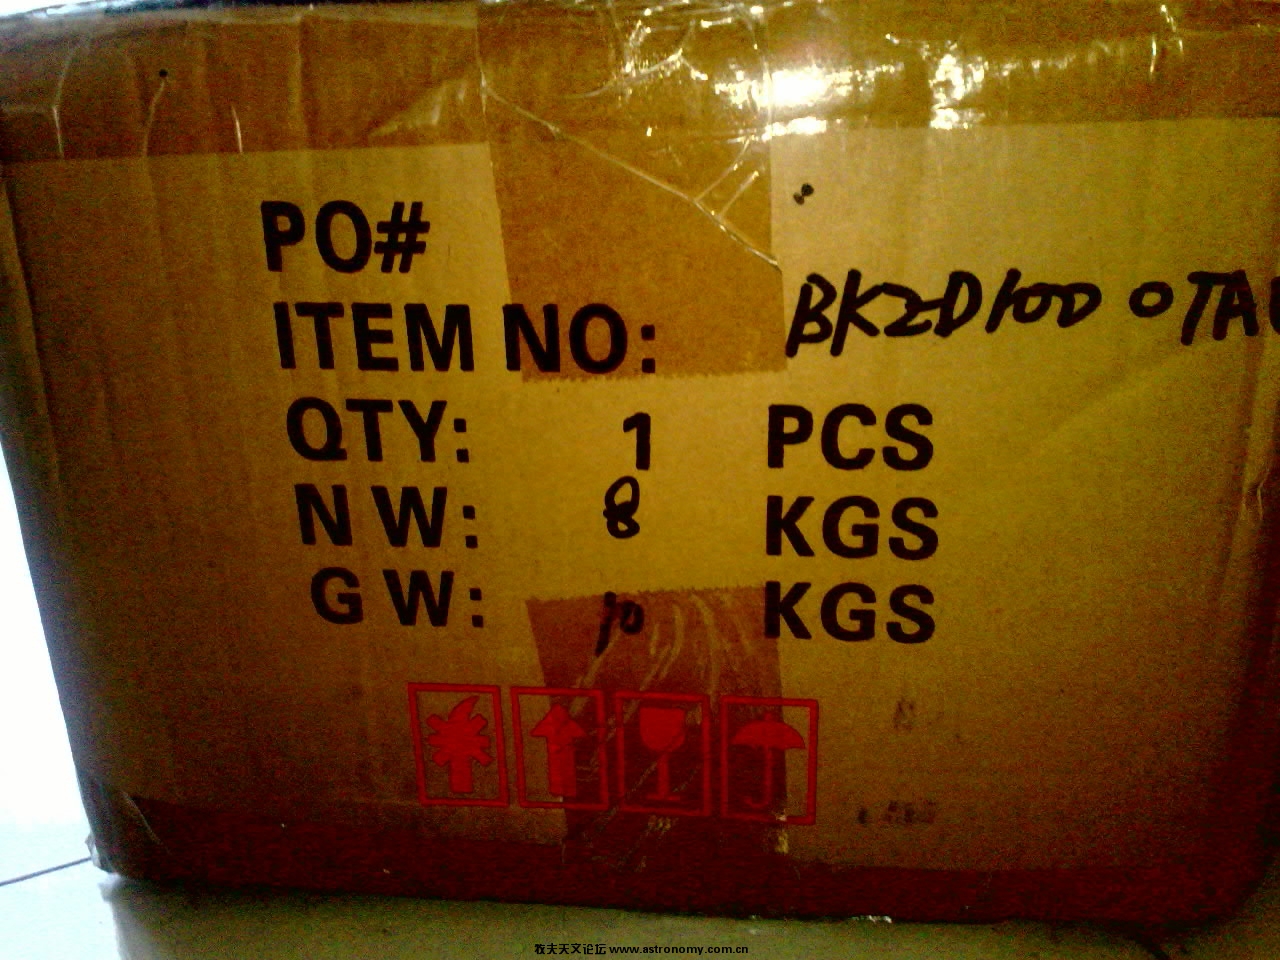 PO#
ITEM NO: BK2D100D OTA
QTY: 1 PCS
N W: 8 KGS
G W: 10 KGS
牧夫天文论坛 www.astronomy.com.cn